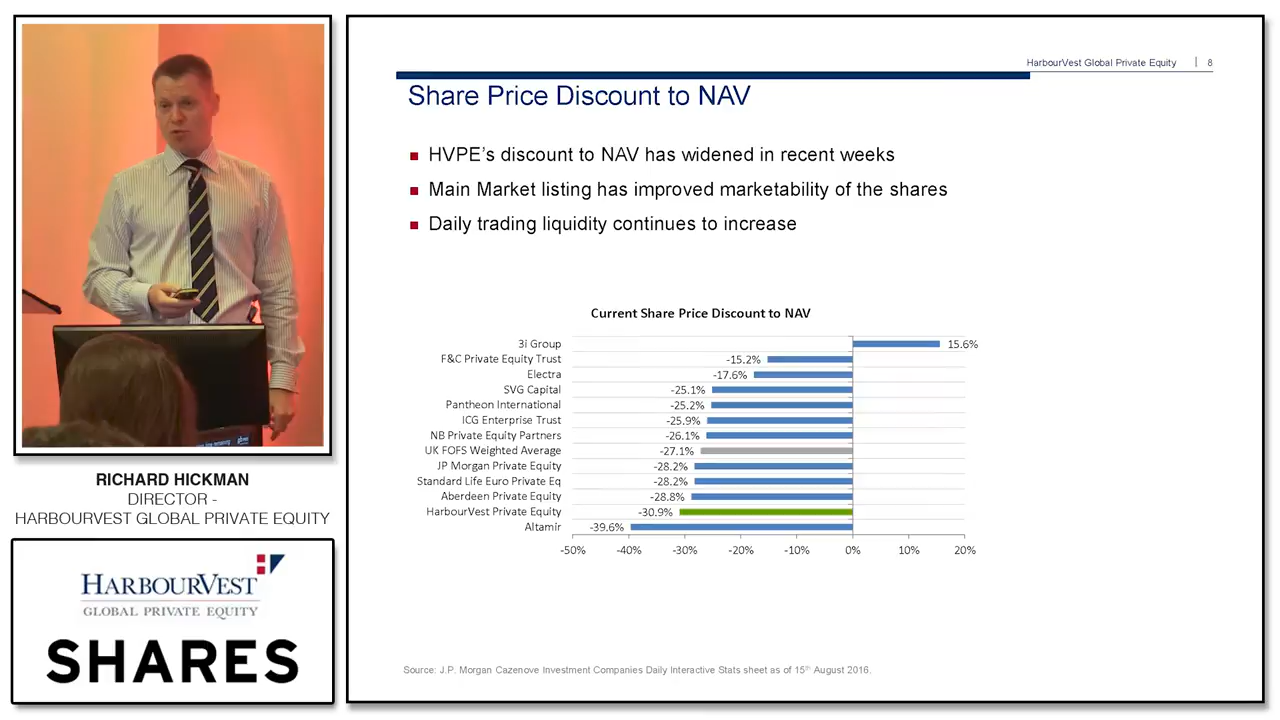 HarbourVest Global Private Equity | 8
Share Price Discount to NAV
HVPE's discount to NAV has widened in recent weeks
Main Market listing has improved marketability of the shares
Daily trading liquidity continues to increase
Current Share Price Discount to NAV
3i Group 15.6%
F&C Private Equity Trust -15.2%
Electra -17.6%
SVG Capital -25.1%
Pantheon International -25.2%
ICG Enterprise Trust -25.9%
NB Private Equity Partners -26.1%
UK FOFS Weighted Average -27.1%
JP Morgan Private Equity -28.2%
Standard Life Euro Private Eq -28.2%
Aberdeen Private Equity -28.8%
HarbourVest Private Equity -30.9%
Altamir -39.6%
-50% -40% -30% -20% -10% 0% 10% 20%
Source: J.P. Morgan Cazenove Investment Companies Daily Interactive Stats sheet as of 15th August 2016.
RICHARD HICKMAN
DIRECTOR -
HARBOURVEST GLOBAL PRIVATE EQUITY
HARBOURVEST
GLOBAL PRIVATE EQUITY
SHARES